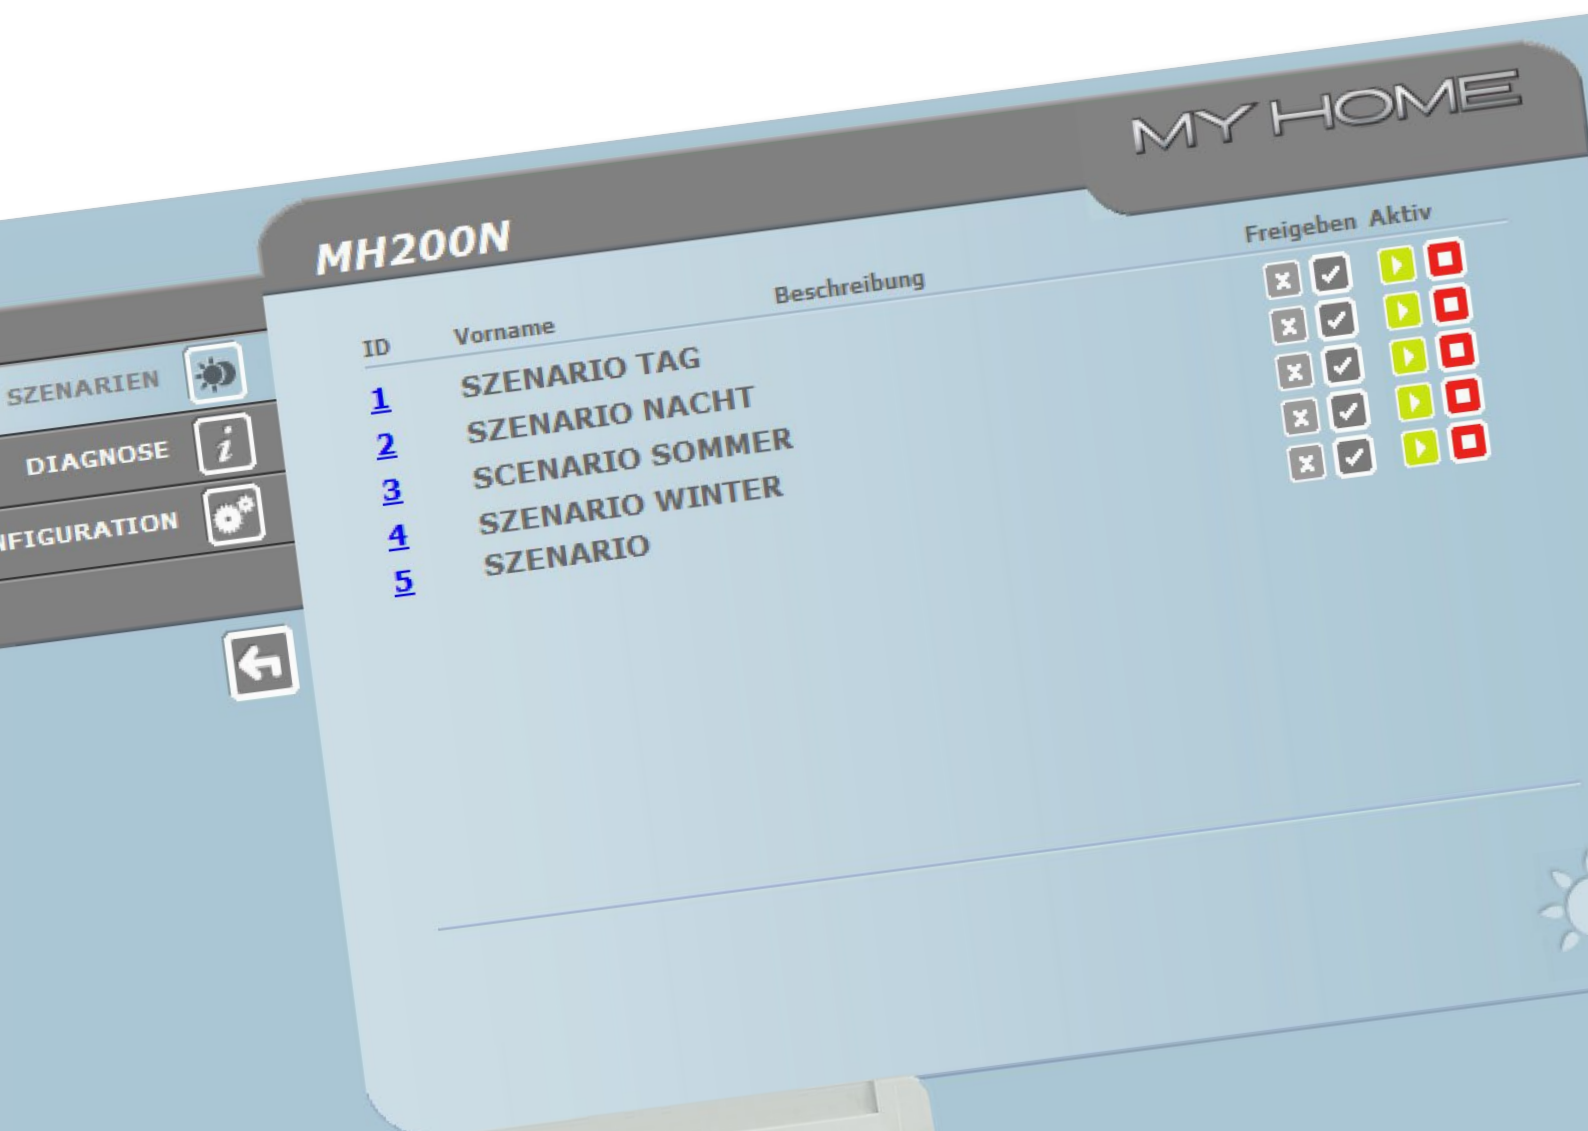 MY HOME
MH200N
ID Vorname Beschreibung Freigeben Aktiv
1 SZENARIO TAG
2 SZENARIO NACHT
3 SCENARIO SOMMER
4 SZENARIO WINTER
5 SZENARIO
SZENARIEN
DIAGNOSE
NFIGURATION